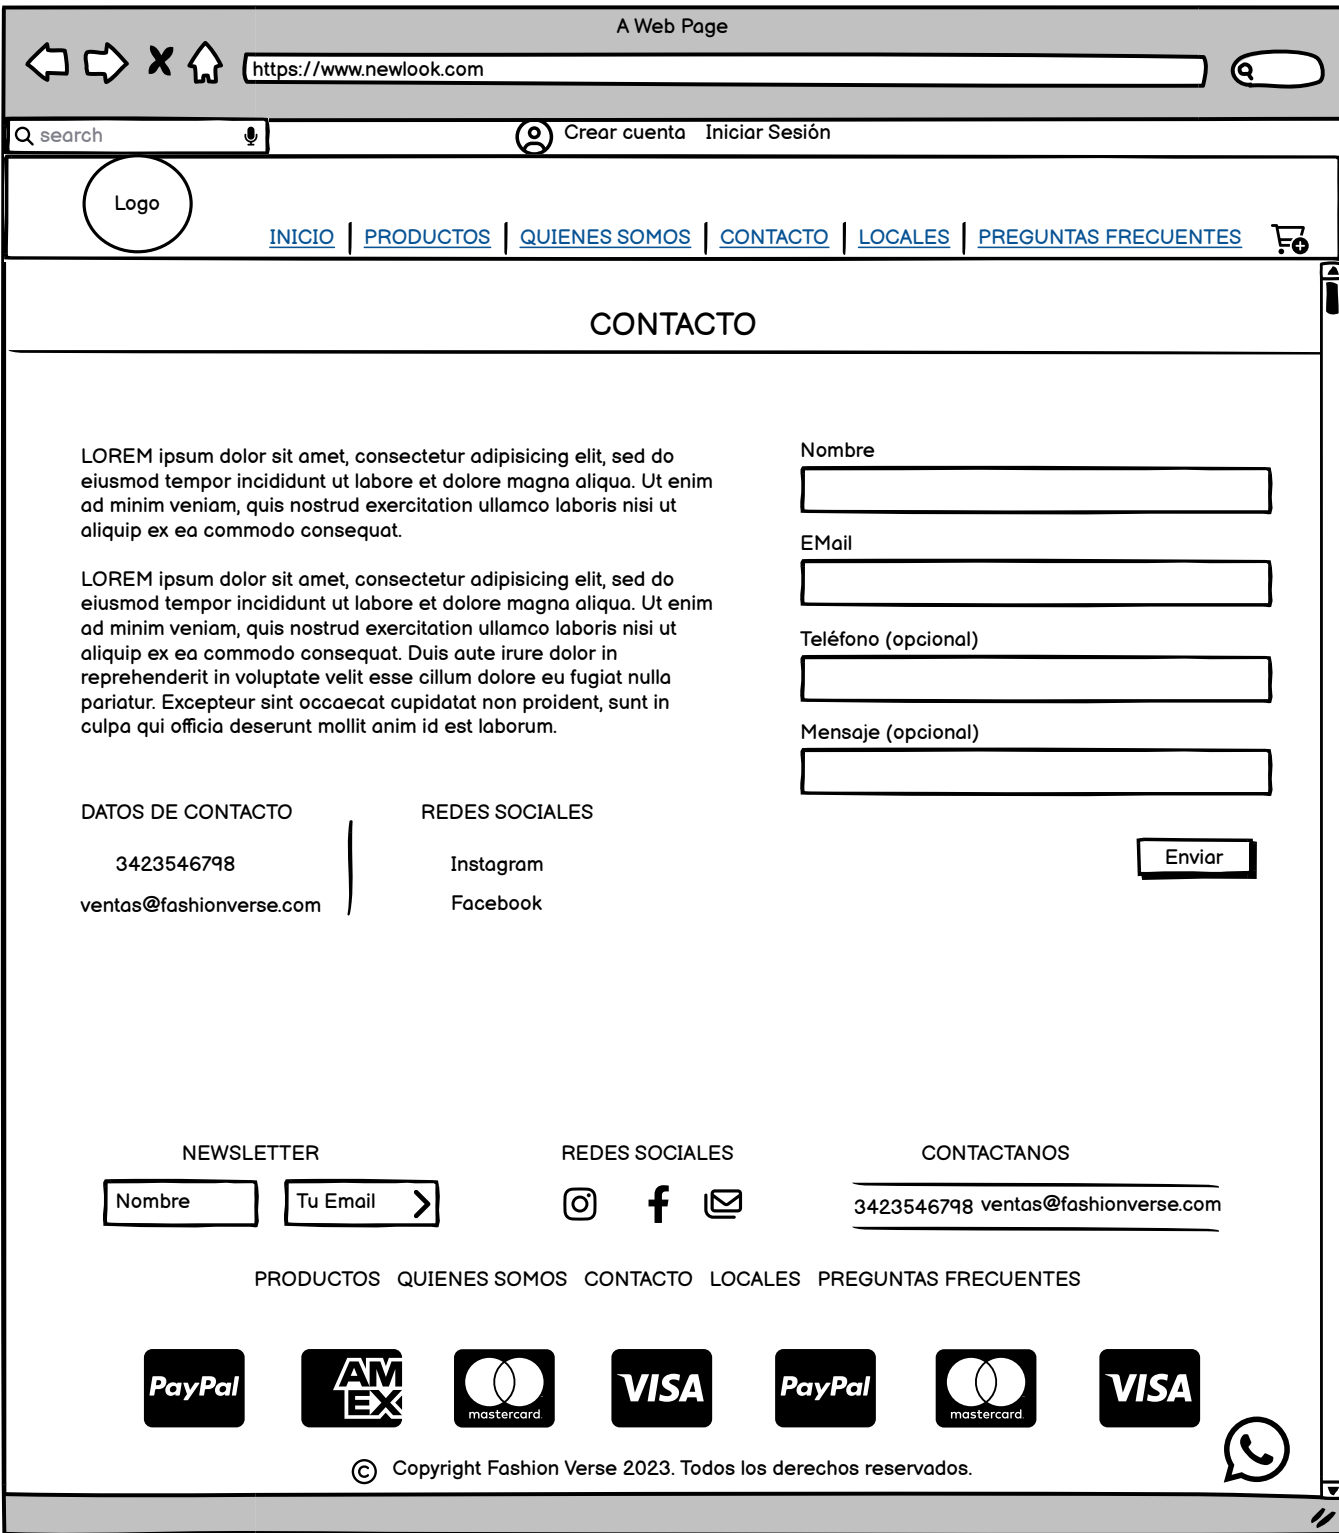 A Web Page
https://www.newlook.com
search
Crear cuenta Iniciar Sesión
Logo
INICIO PRODUCTOS QUIENES SOMOS CONTACTO LOCALES PREGUNTAS FRECUENTES
CONTACTO
LOREM ipsum dolor sit amet, consectetur adipisicing elit, sed do
eiusmod tempor incididunt ut labore et dolore magna aliqua. Ut enim
ad minim veniam, quis nostrud exercitation ullamco laboris nisi ut
aliquip ex ea commodo consequat.
LOREM ipsum dolor sit amet, consectetur adipisicing elit, sed do
eiusmod tempor incididunt ut labore et dolore magna aliqua. Ut enim
ad minim veniam, quis nostrud exercitation ullamco laboris nisi ut
aliquip ex ea commodo consequat. Duis aute irure dolor in
reprehenderit in voluptate velit esse cillum dolore eu fugiat nulla
pariatur. Excepteur sint occaecat cupidatat non proident, sunt in
culpa qui officia deserunt mollit anim id est laborum.
Nombre
EMail
Teléfono (opcional)
Mensaje (opcional)
Enviar
DATOS DE CONTACTO
3423546798
ventas@fashionverse.com
REDES SOCIALES
Instagram
Facebook
NEWSLETTER
Nombre
Tu Email
REDES SOCIALES
CONTACTANOS
3423546798 ventas@fashionverse.com
PRODUCTOS QUIENES SOMOS CONTACTO LOCALES PREGUNTAS FRECUENTES
PayPal
AM
EX
mastercard.
VISA
PayPal
mastercard.
VISA
© Copyright Fashion Verse 2023. Todos los derechos reservados.